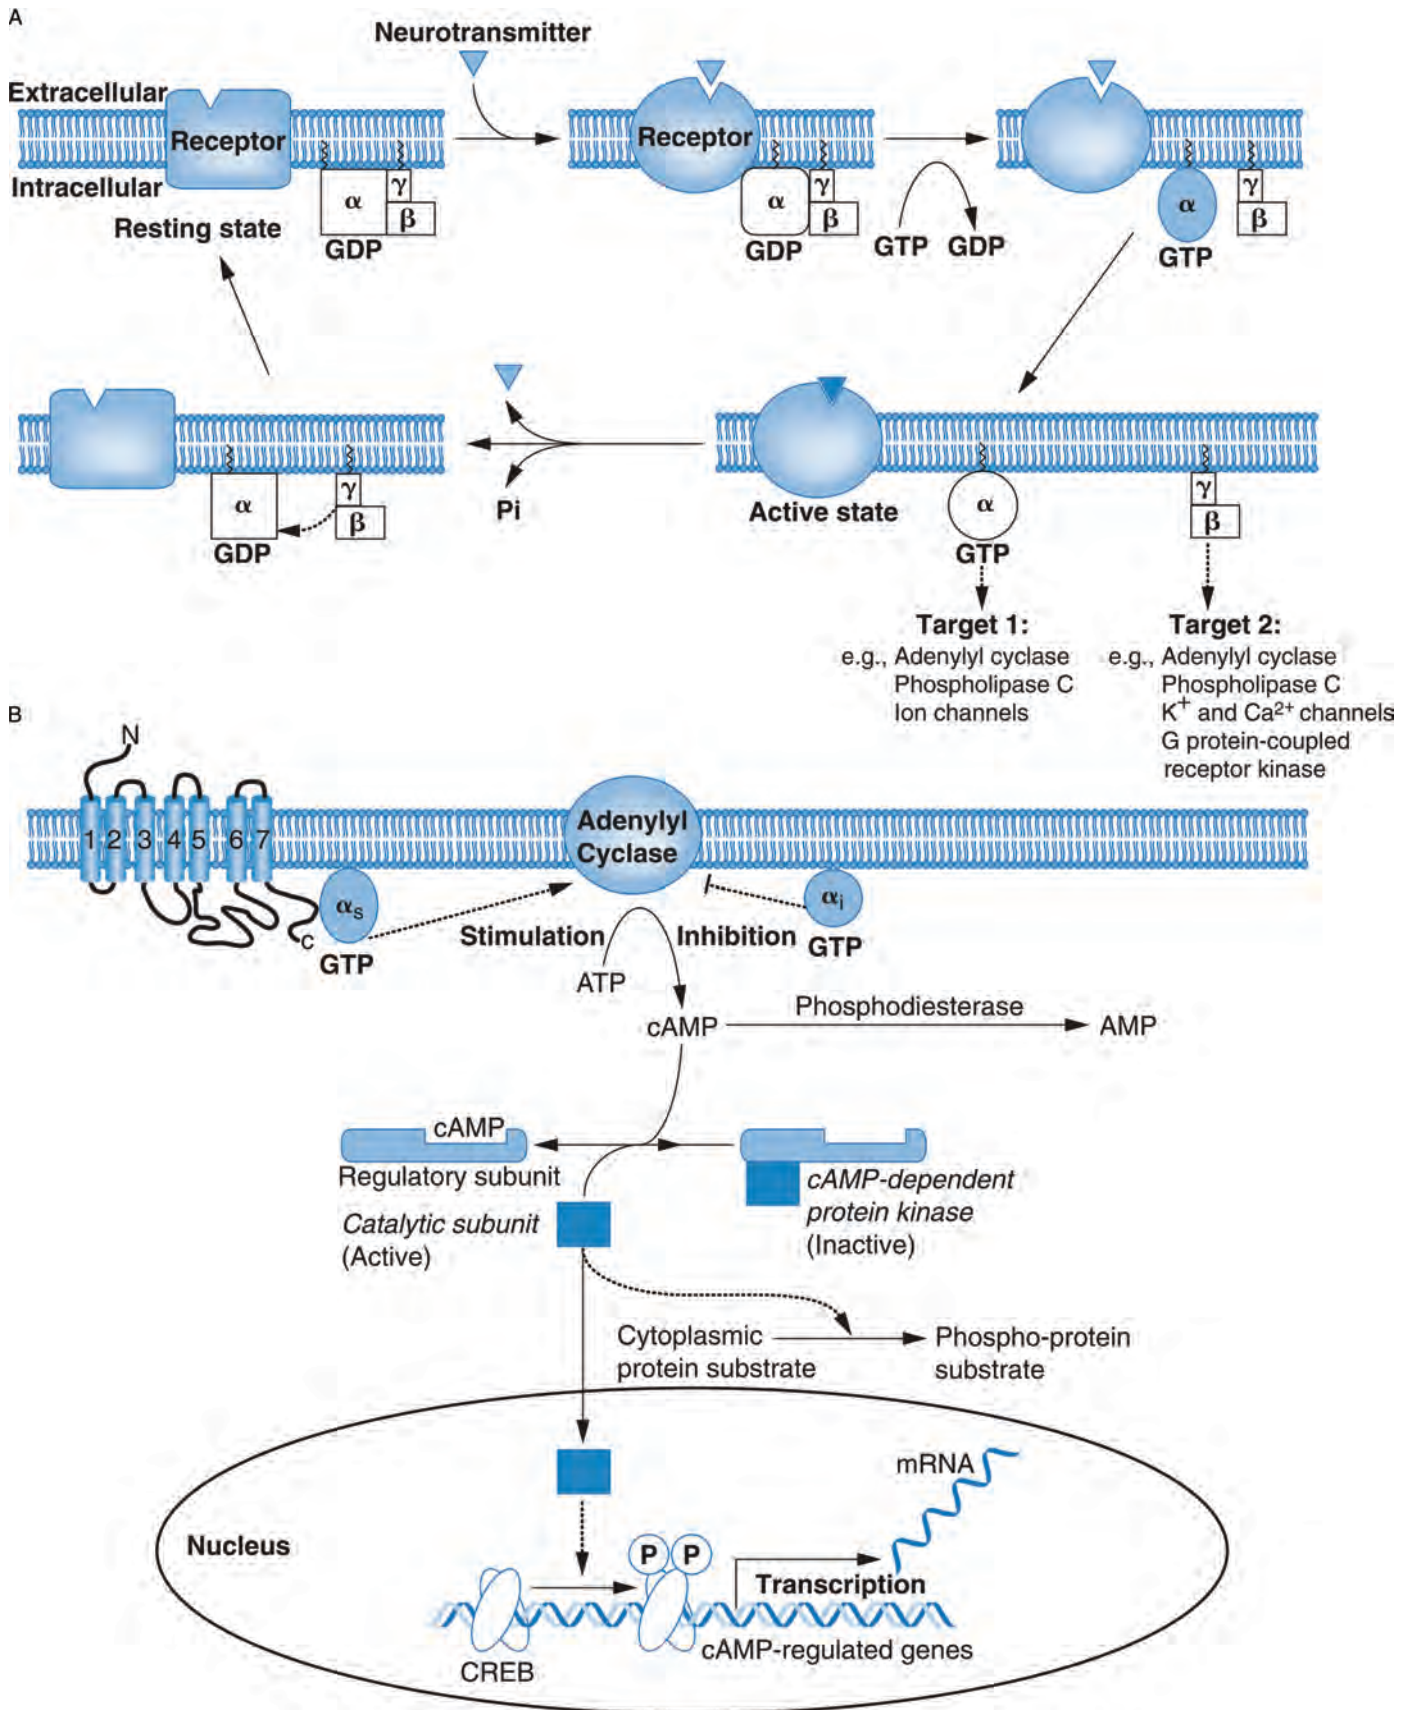 A
Neurotransmitter
Extracellular
Receptor
Intracellular
α
γ
β
GDP
Resting state
Receptor
α
γ
β
GDP
GTP
GDP
α
GTP
γ
β
α
GDP
γ
β
Pi
Active state
α
GTP
γ
β
Target 1:
e.g., Adenylyl cyclase
Phospholipase C
Ion channels
Target 2:
e.g., Adenylyl cyclase
Phospholipase C
K+ and Ca2+ channels
G protein-coupled
receptor kinase
B
N
1 2 3 4 5 6 7
C
αs
GTP
Adenylyl
Cyclase
αi
GTP
Stimulation
Inhibition
ATP
cAMP
Phosphodiesterase
AMP
cAMP
Regulatory subunit
Catalytic subunit
(Active)
cAMP-dependent
protein kinase
(Inactive)
Cytoplasmic
protein substrate
Phospho-protein
substrate
Nucleus
mRNA
P P
Transcription
CREB
cAMP-regulated genes